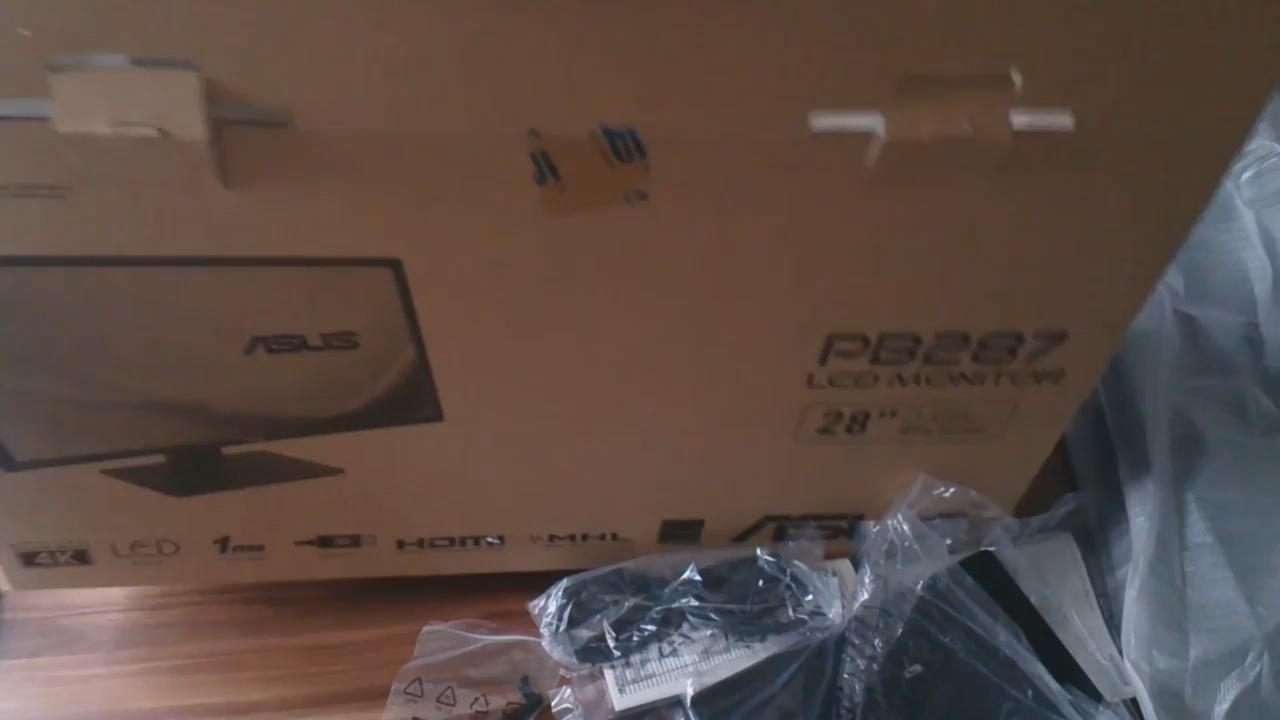 ASUS
PB287
LED MONITOR
28"
4K LED 1ms HDMI MHL